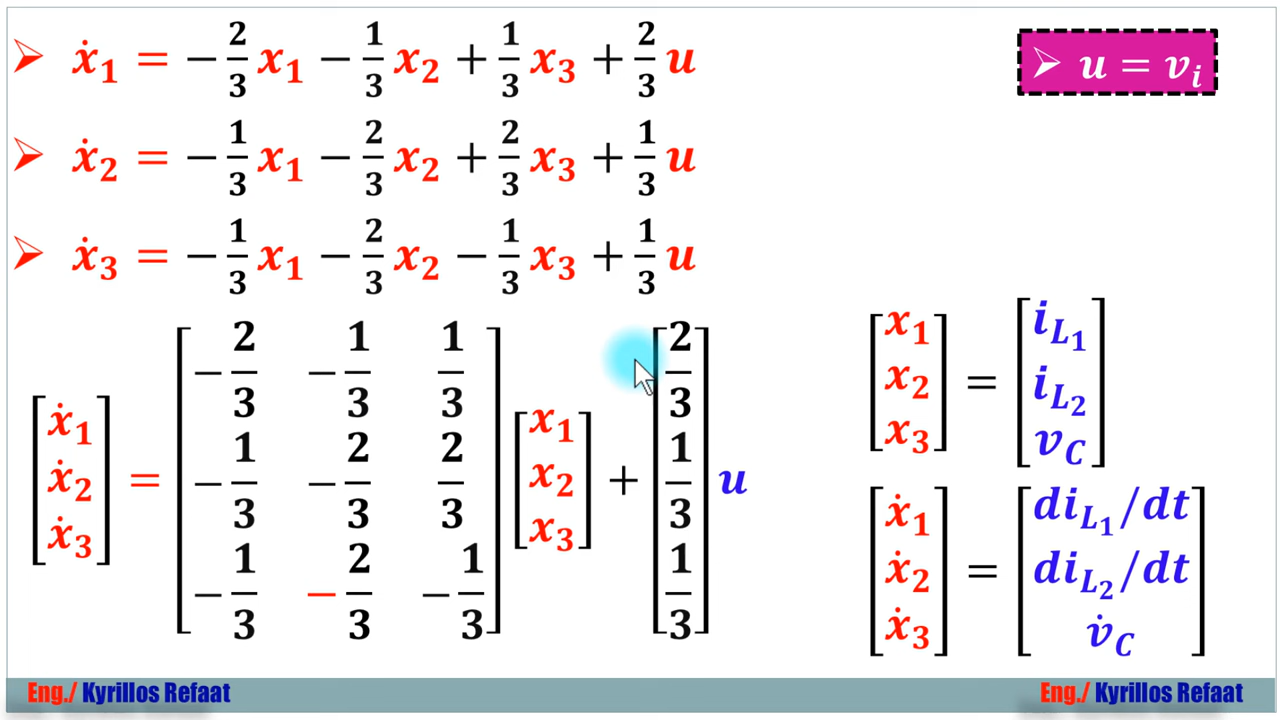 ➢ ẋ₁ = −2/3 x₁ − 1/3 x₂ + 1/3 x₃ + 2/3 u
➢ u = vᵢ
➢ ẋ₂ = −1/3 x₁ − 2/3 x₂ + 2/3 x₃ + 1/3 u
➢ ẋ₃ = −1/3 x₁ − 2/3 x₂ − 1/3 x₃ + 1/3 u
[ẋ₁ ẋ₂ ẋ₃] = [−2/3 −1/3 1/3; −1/3 −2/3 2/3; −1/3 −2/3 −1/3] [x₁ x₂ x₃] + [2/3 1/3 1/3] u
[x₁ x₂ x₃] = [i_L₁ i_L₂ v_C]
[ẋ₁ ẋ₂ ẋ₃] = [di_L₁/dt di_L₂/dt v̇_C]
Eng./ Kyrillos Refaat
Eng./ Kyrillos Refaat